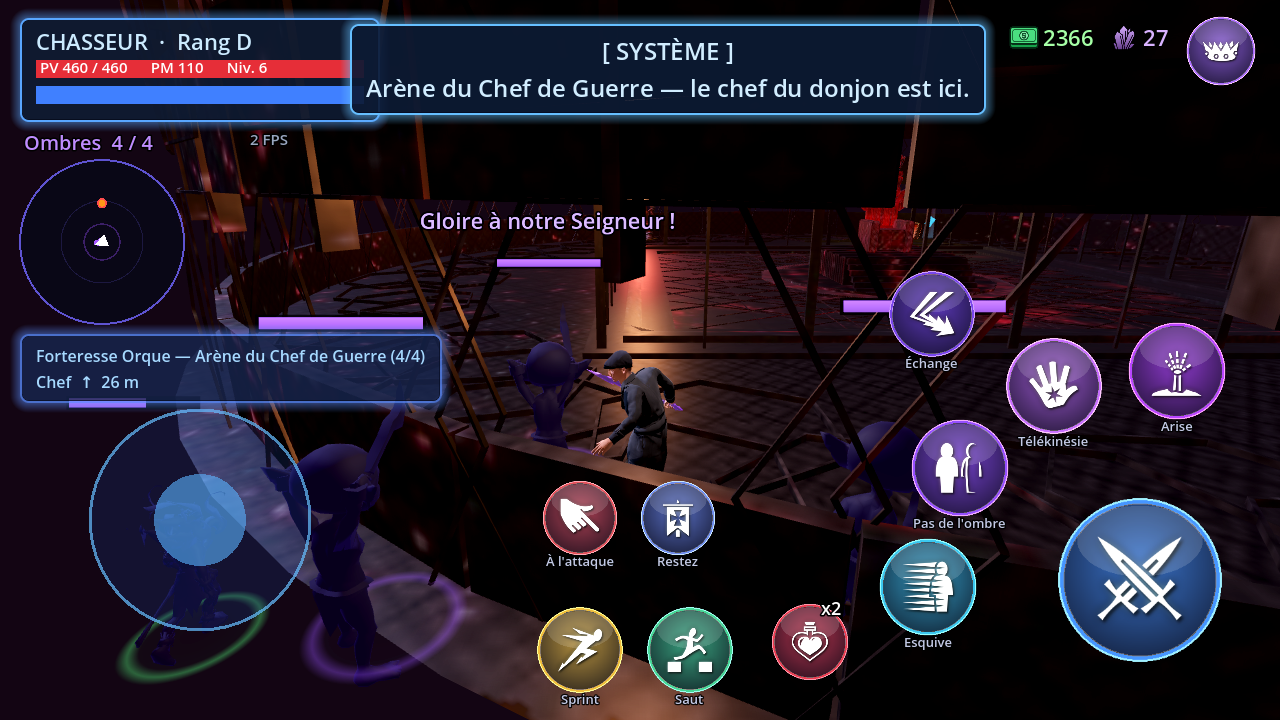 CHASSEUR · Rang D
PV 460 / 460 PM 110 Niv. 6
[ SYSTÈME ]
Arène du Chef de Guerre — le chef du donjon est ici.
2366
27
Ombres 4 / 4
2 FPS
Gloire à notre Seigneur !
Forteresse Orque — Arène du Chef de Guerre (4/4)
Chef ↑ 26 m
Échange
Télékinésie
Arise
Pas de l'ombre
À l'attaque
Restez
x2
Esquive
Sprint
Saut